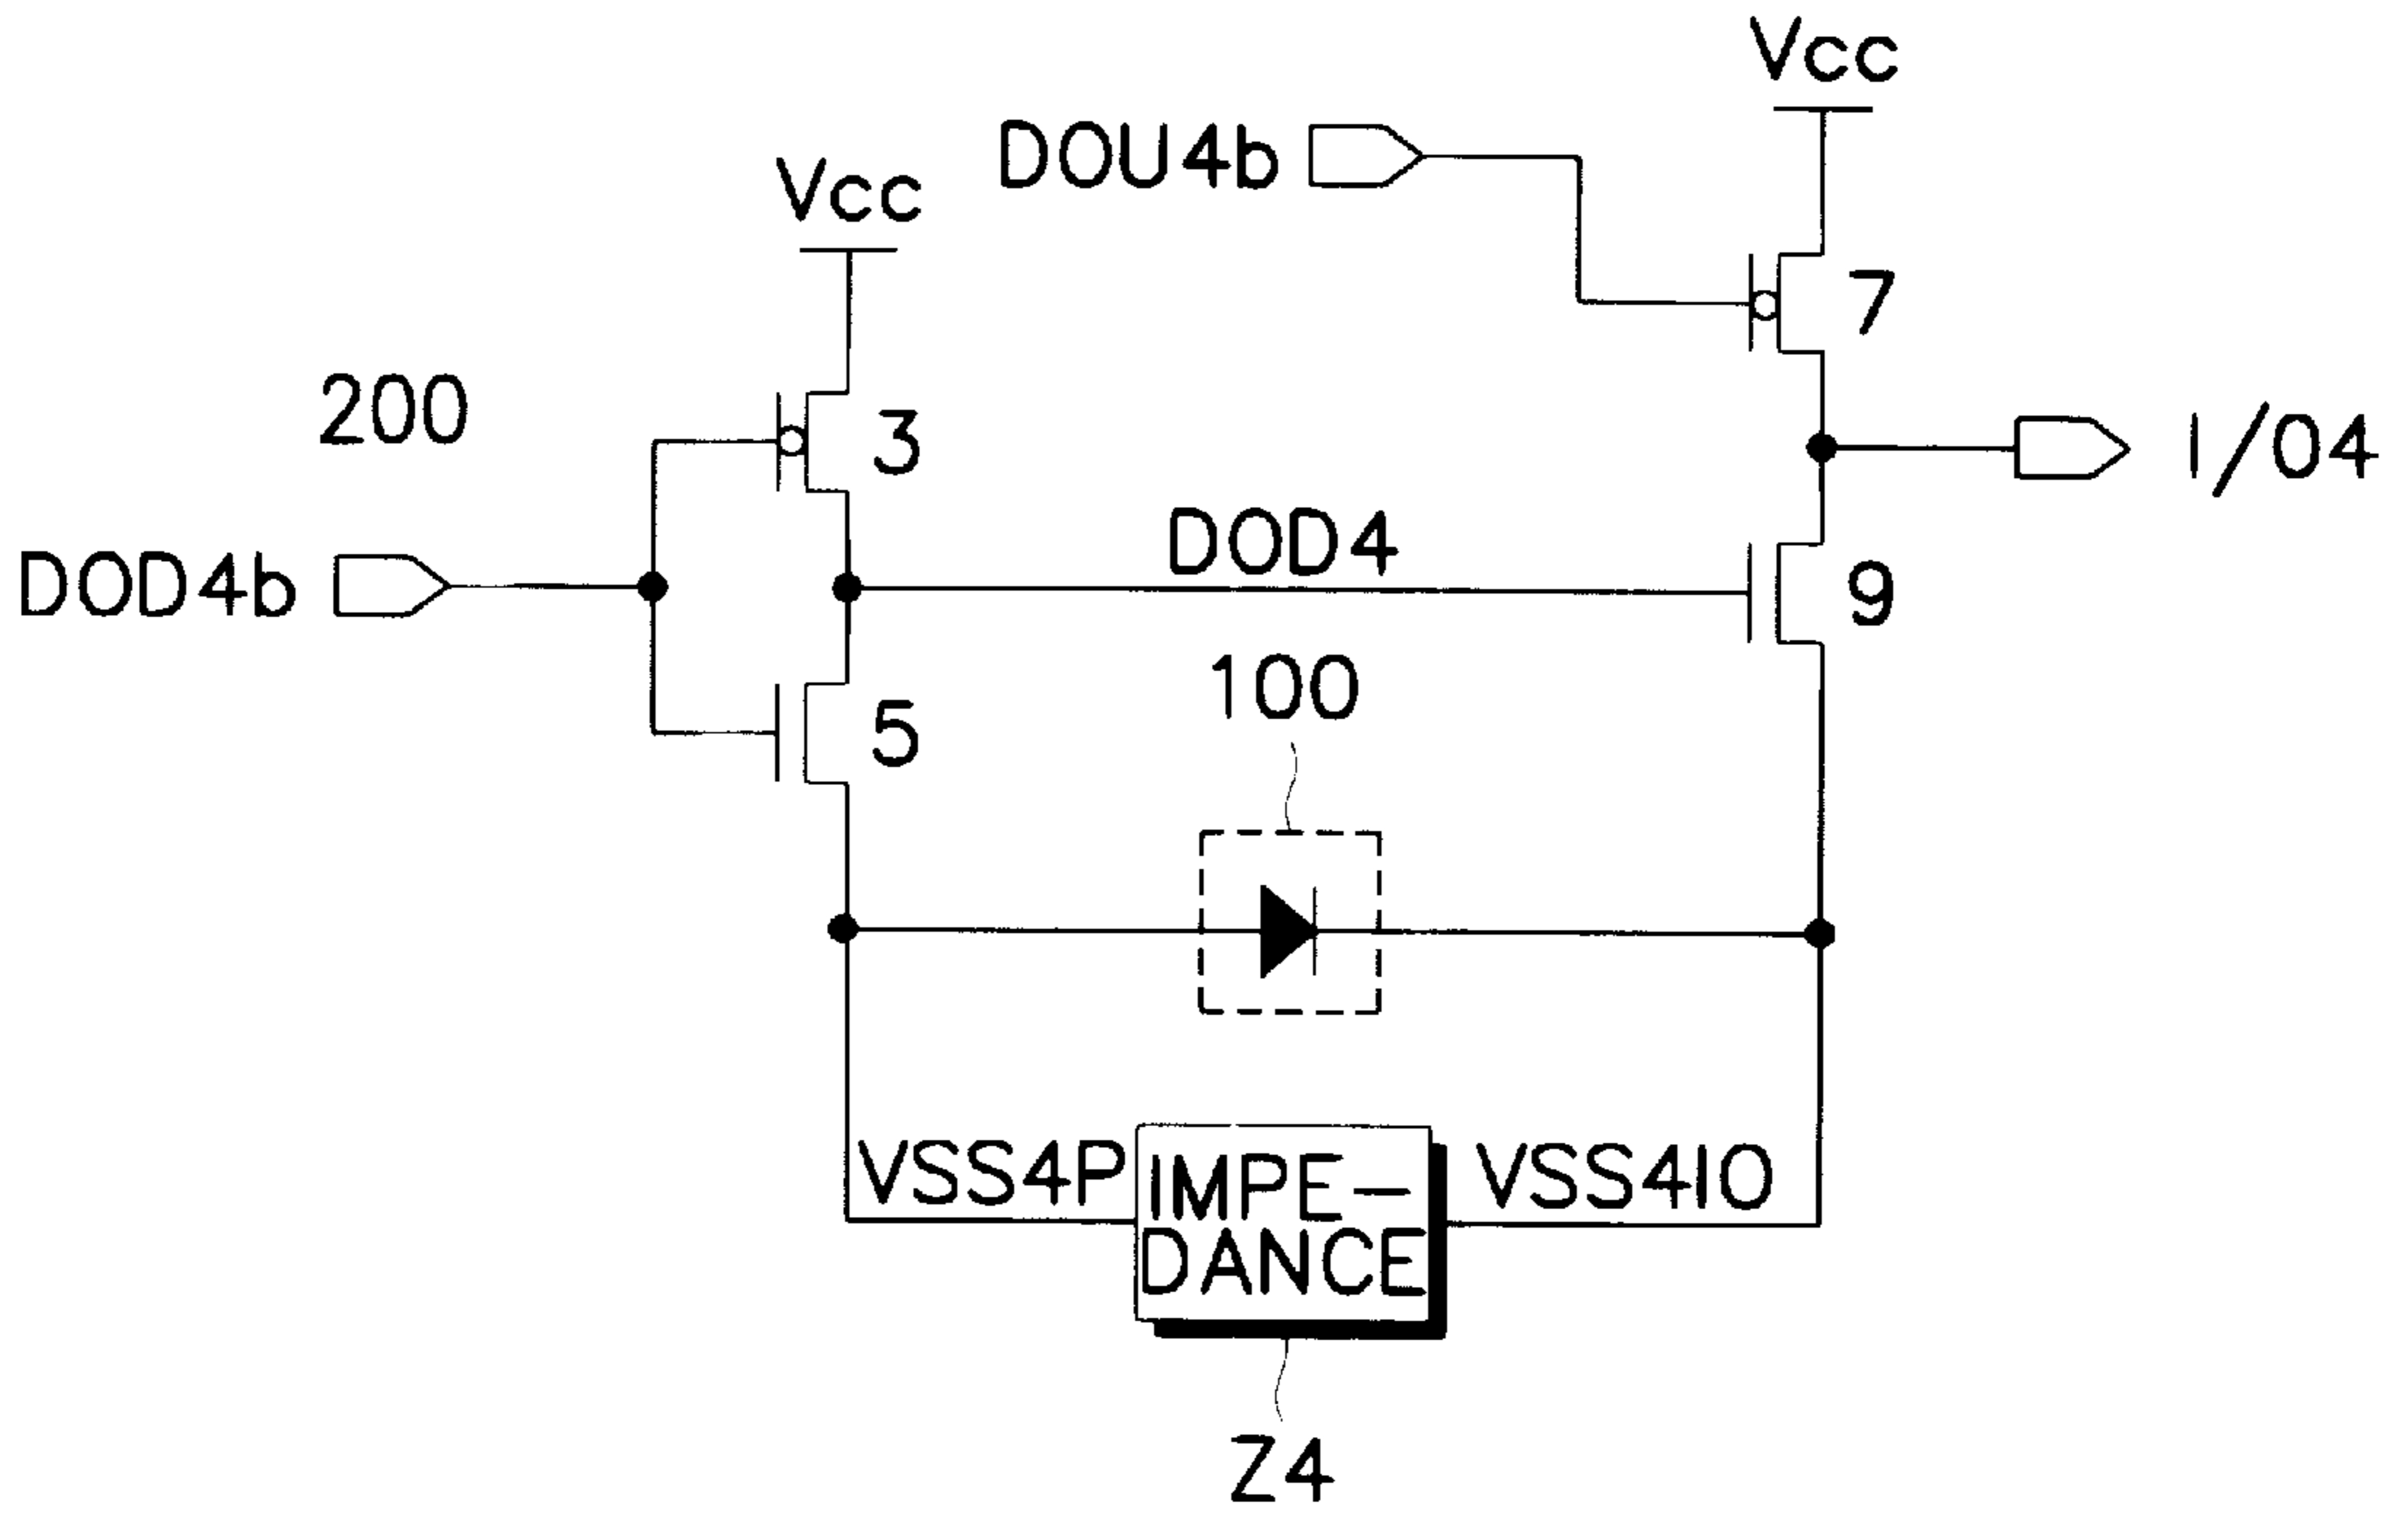 Vcc
DOU4b
Vcc
7
200
3
I/O4
DOD4
DOD4b
9
100
5
VSS4P
IMPE-
DANCE
VSS4IO
Z4